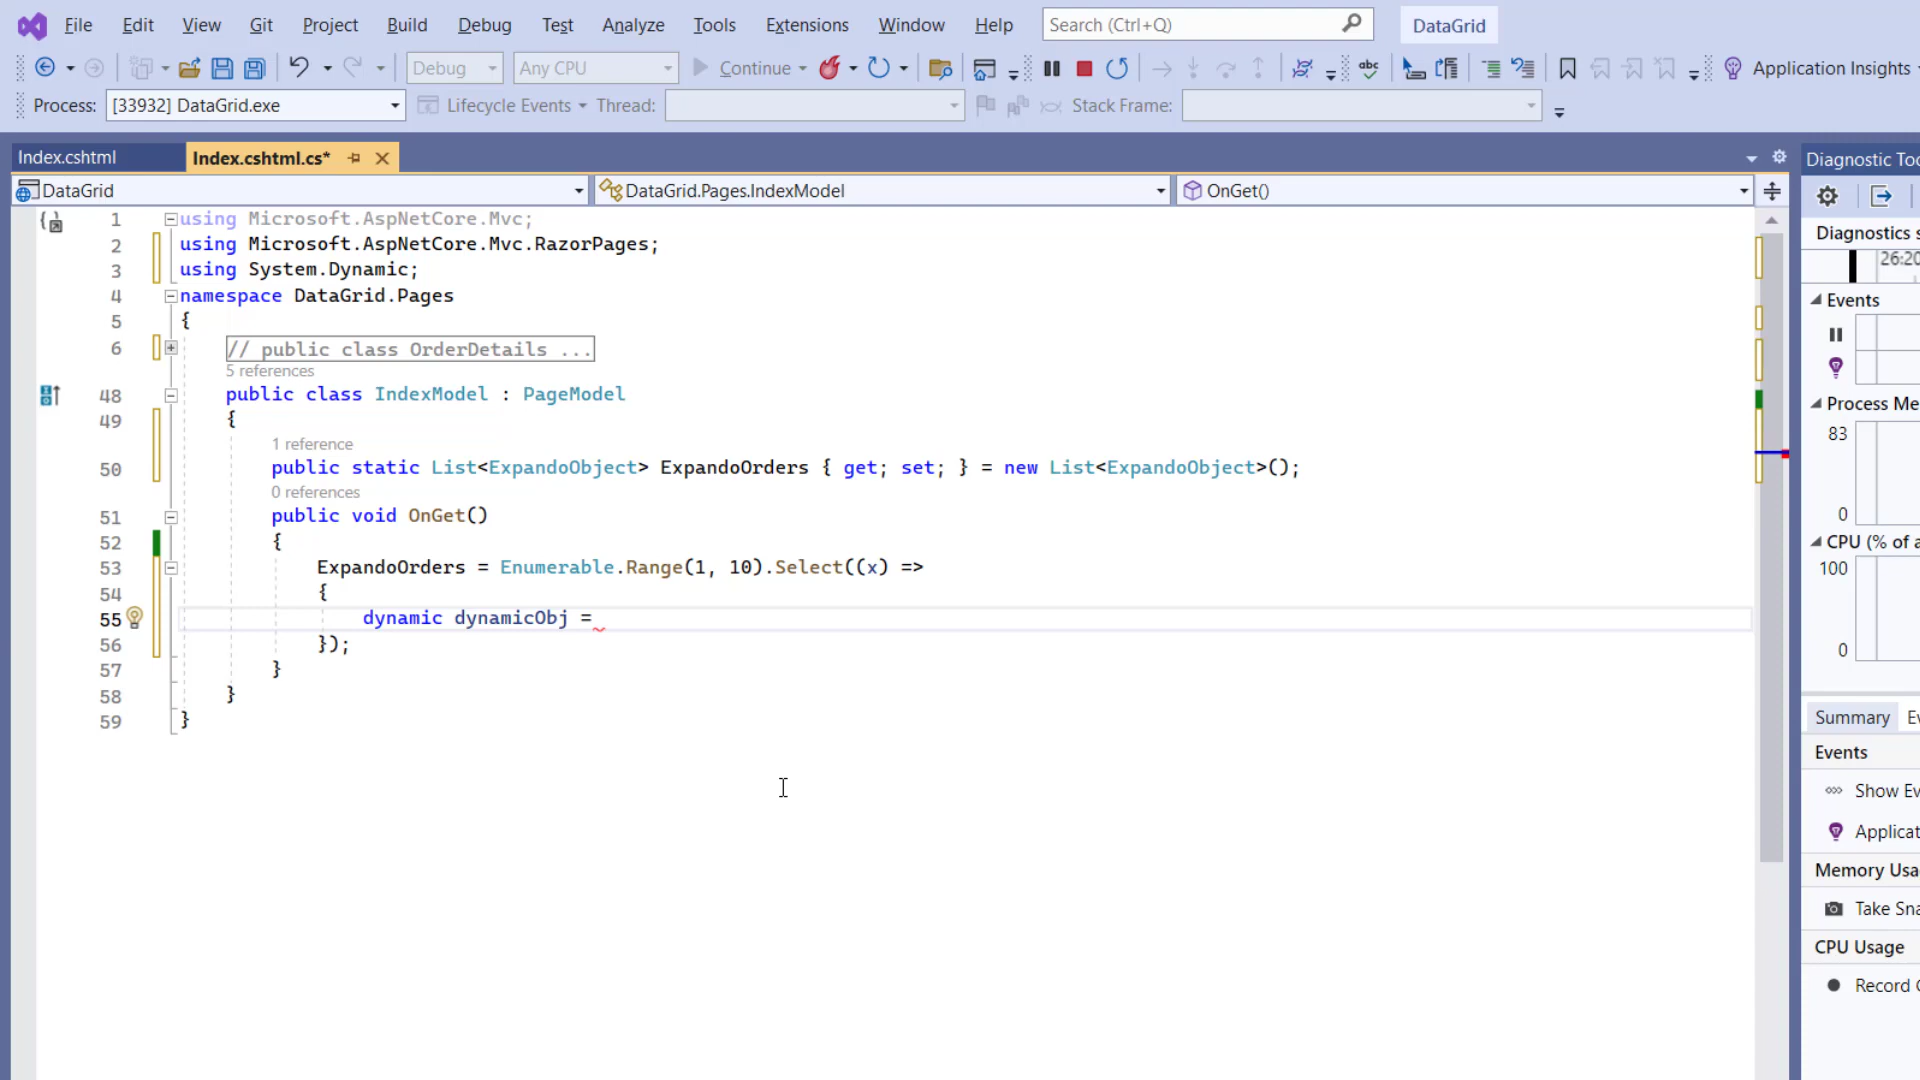 File Edit View Git Project Build Debug Test Analyze Tools Extensions Window Help Search (Ctrl+Q) DataGrid
Debug Any CPU Continue Application Insights
Process: [33932] DataGrid.exe Lifecycle Events Thread: Stack Frame:
Index.cshtml Index.cshtml.cs* Diagnostic Too
DataGrid DataGrid.Pages.IndexModel OnGet()
1 using Microsoft.AspNetCore.Mvc;
2 using Microsoft.AspNetCore.Mvc.RazorPages;
3 using System.Dynamic;
4 namespace DataGrid.Pages
5 {
6 // public class OrderDetails ...
5 references
48 public class IndexModel : PageModel
49 {
1 reference
50 public static List<ExpandoObject> ExpandoOrders { get; set; } = new List<ExpandoObject>();
0 references
51 public void OnGet()
52 {
53 ExpandoOrders = Enumerable.Range(1, 10).Select((x) =>
54 {
55 dynamic dynamicObj =
56 });
57 }
58 }
59 }
Diagnostics s
26:20
Events
Process Me
83
0
CPU (% of a
100
0
Summary Ev
Events
Show Ev
Applicat
Memory Usa
Take Sna
CPU Usage
Record C